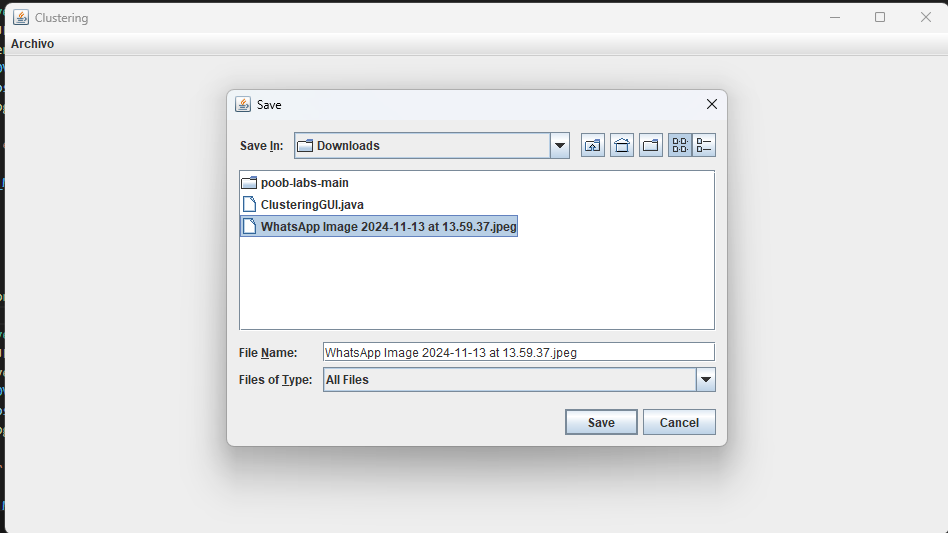 Clustering
Archivo
Save
Save In: Downloads
poob-labs-main
ClusteringGUI.java
WhatsApp Image 2024-11-13 at 13.59.37.jpeg
File Name: WhatsApp Image 2024-11-13 at 13.59.37.jpeg
Files of Type: All Files
Save Cancel